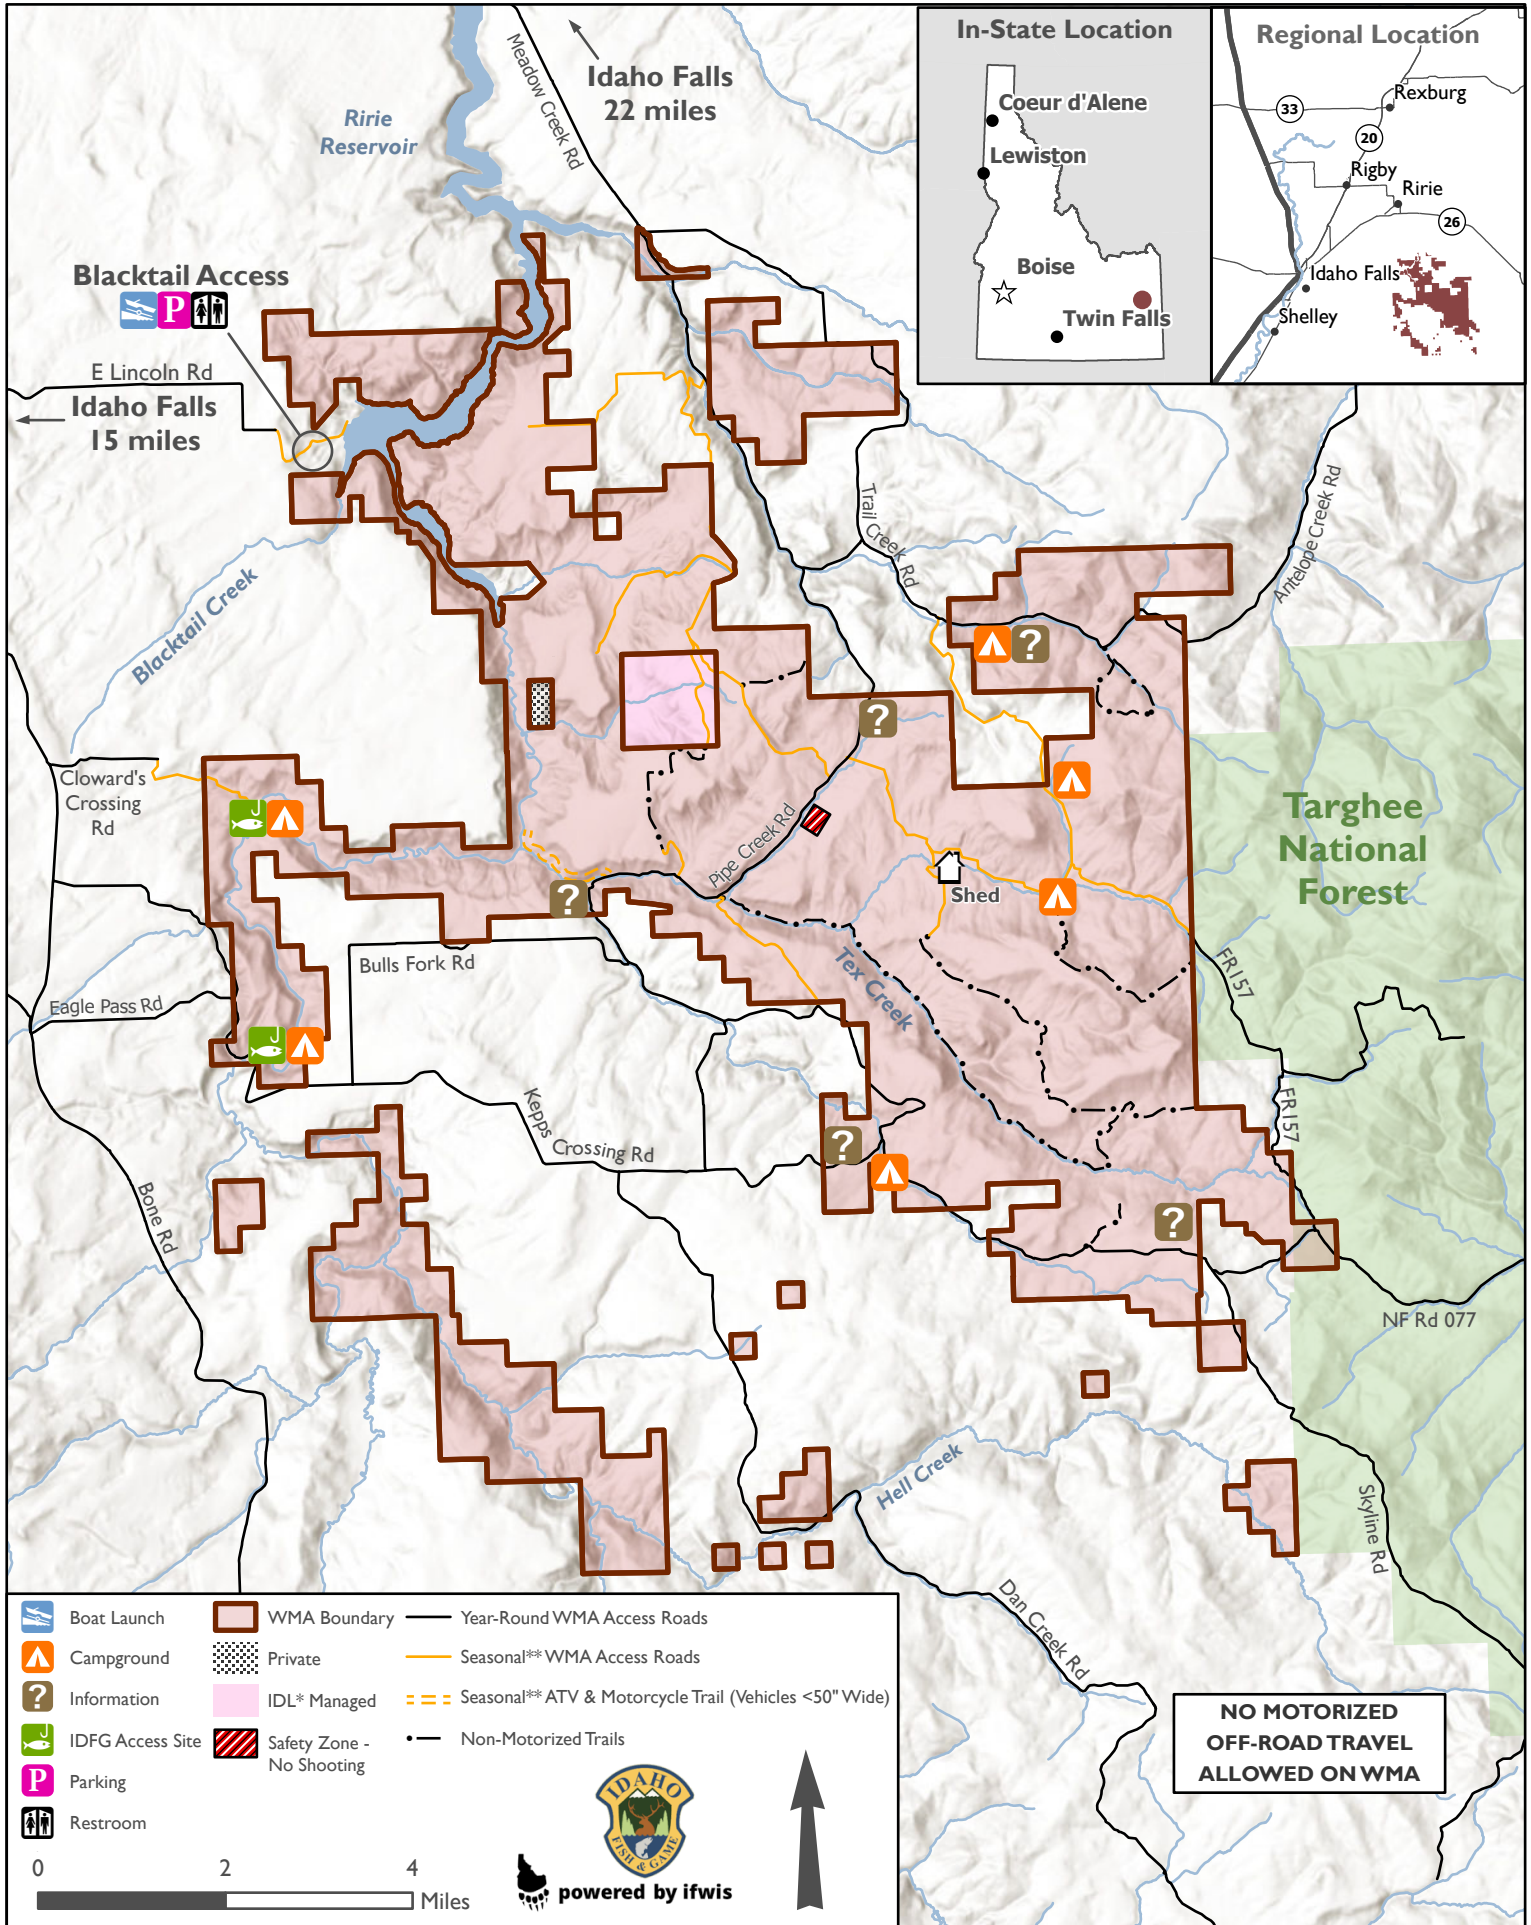 Idaho Falls
22 miles
Meadow Creek Rd
Ririe
Reservoir
In-State Location
Coeur d'Alene
Lewiston
Boise
Twin Falls
Regional Location
Rexburg
33
20
Rigby
Ririe
26
Idaho Falls
Shelley
Blacktail Access
P
E Lincoln Rd
Idaho Falls
15 miles
Trail Creek Rd
Antelope Creek Rd
Blacktail Creek
?
?
Cloward's
Crossing
Rd
Targhee
National
Forest
Pipe Creek Rd
Shed
?
Bulls Fork Rd
Tex Creek
FR 157
Eagle Pass Rd
Kepps Crossing Rd
FR 157
?
?
Bone Rd
NF Rd 077
Hell Creek
Skyline Rd
Dan Creek Rd
Boat Launch
Campground
? Information
IDFG Access Site
P Parking
Restroom
WMA Boundary
Private
IDL* Managed
Safety Zone -
No Shooting
Year-Round WMA Access Roads
Seasonal** WMA Access Roads
Seasonal** ATV & Motorcycle Trail (Vehicles <50" Wide)
Non-Motorized Trails
0 2 4
Miles
IDAHO
FISH & GAME
powered by ifwis
NO MOTORIZED
OFF-ROAD TRAVEL
ALLOWED ON WMA